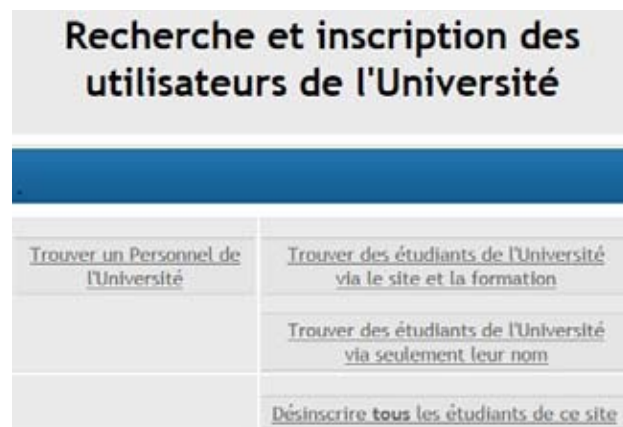 Recherche et inscription des
utilisateurs de l'Université
Trouver un Personnel de
l'Université
Trouver des étudiants de l'Université
via le site et la formation
Trouver des étudiants de l'Université
via seulement leur nom
Désinscrire tous les étudiants de ce site